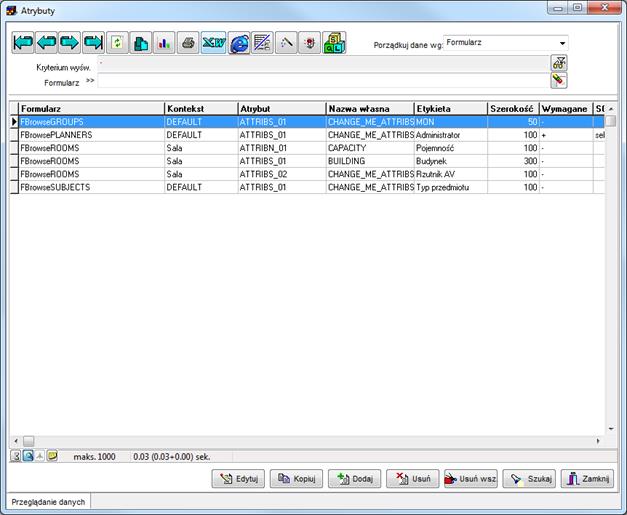 Atrybuty
XW
SQL
Porządkuj dane wg: Formularz
Kryterium wyśw. -
Formularz >>
Formularz Kontekst Atrybut Nazwa własna Etykieta Szerokość Wymagane
FBrowseGROUPS DEFAULT ATTRIBS_01 CHANGE_ME_ATTRIBS MON 50 -
FBrowsePLANNERS DEFAULT ATTRIBS_01 CHANGE_ME_ATTRIBS Administrator 100 + sel
FBrowseROOMS Sala ATTRIBN_01 CAPACITY Pojemność 100 -
FBrowseROOMS Sala ATTRIBS_01 BUILDING Budynek 300 -
FBrowseROOMS Sala ATTRIBS_02 CHANGE_ME_ATTRIBS Rzutnik AV 100 -
FBrowseSUBJECTS DEFAULT ATTRIBS_01 CHANGE_ME_ATTRIBS Typ przedmiotu 100 -
maks. 1000 0.03 (0.03+0.00) sek.
Edytuj Kopiuj Dodaj Usuń Usuń wsz Szukaj Zamknij
Przeglądanie danych